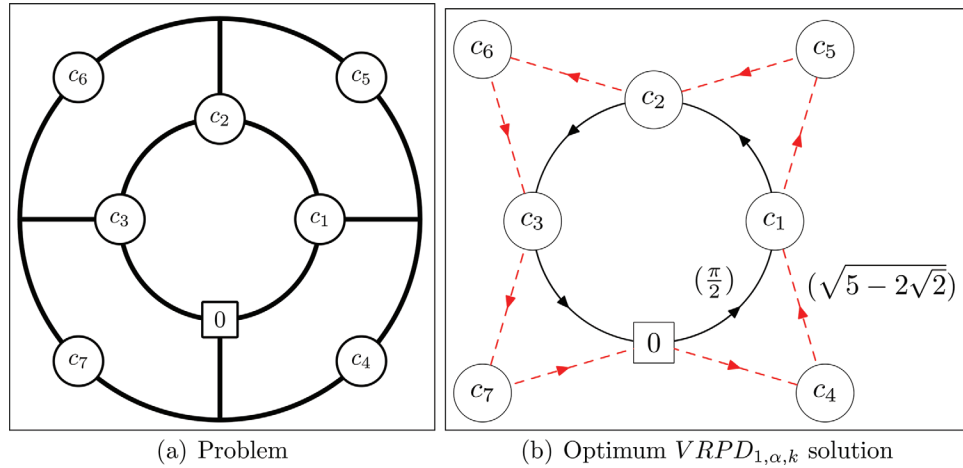 c₆
c₅
c₂
c₃
c₁
0
c₇
c₄
(a) Problem
c₆
c₅
c₂
c₃
c₁
(π/2)
(√(5 − 2√2))
0
c₇
c₄
(b) Optimum VRPD₁,α,k solution